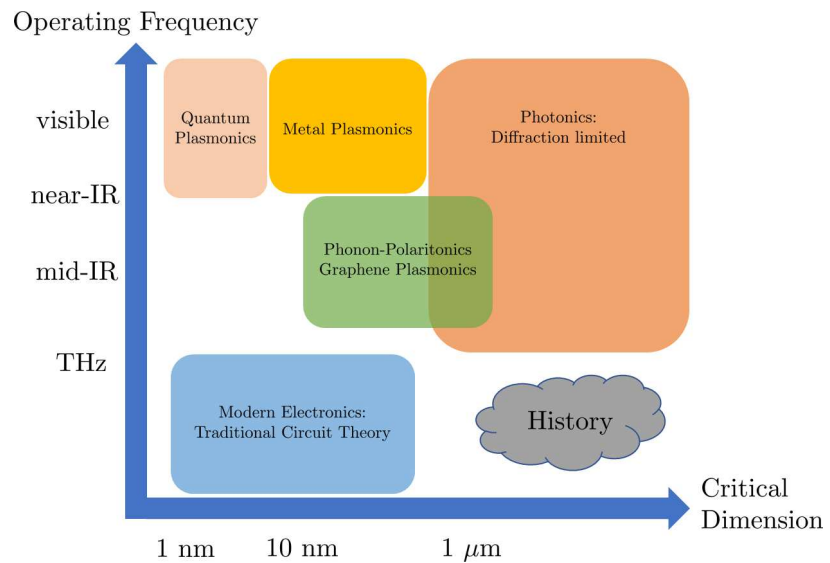 Operating Frequency
visible
near-IR
mid-IR
THz
Quantum
Plasmonics
Metal Plasmonics
Photonics:
Diffraction limited
Phonon-Polaritonics
Graphene Plasmonics
Modern Electronics:
Traditional Circuit Theory
History
Critical
Dimension
1 nm
10 nm
1 μm